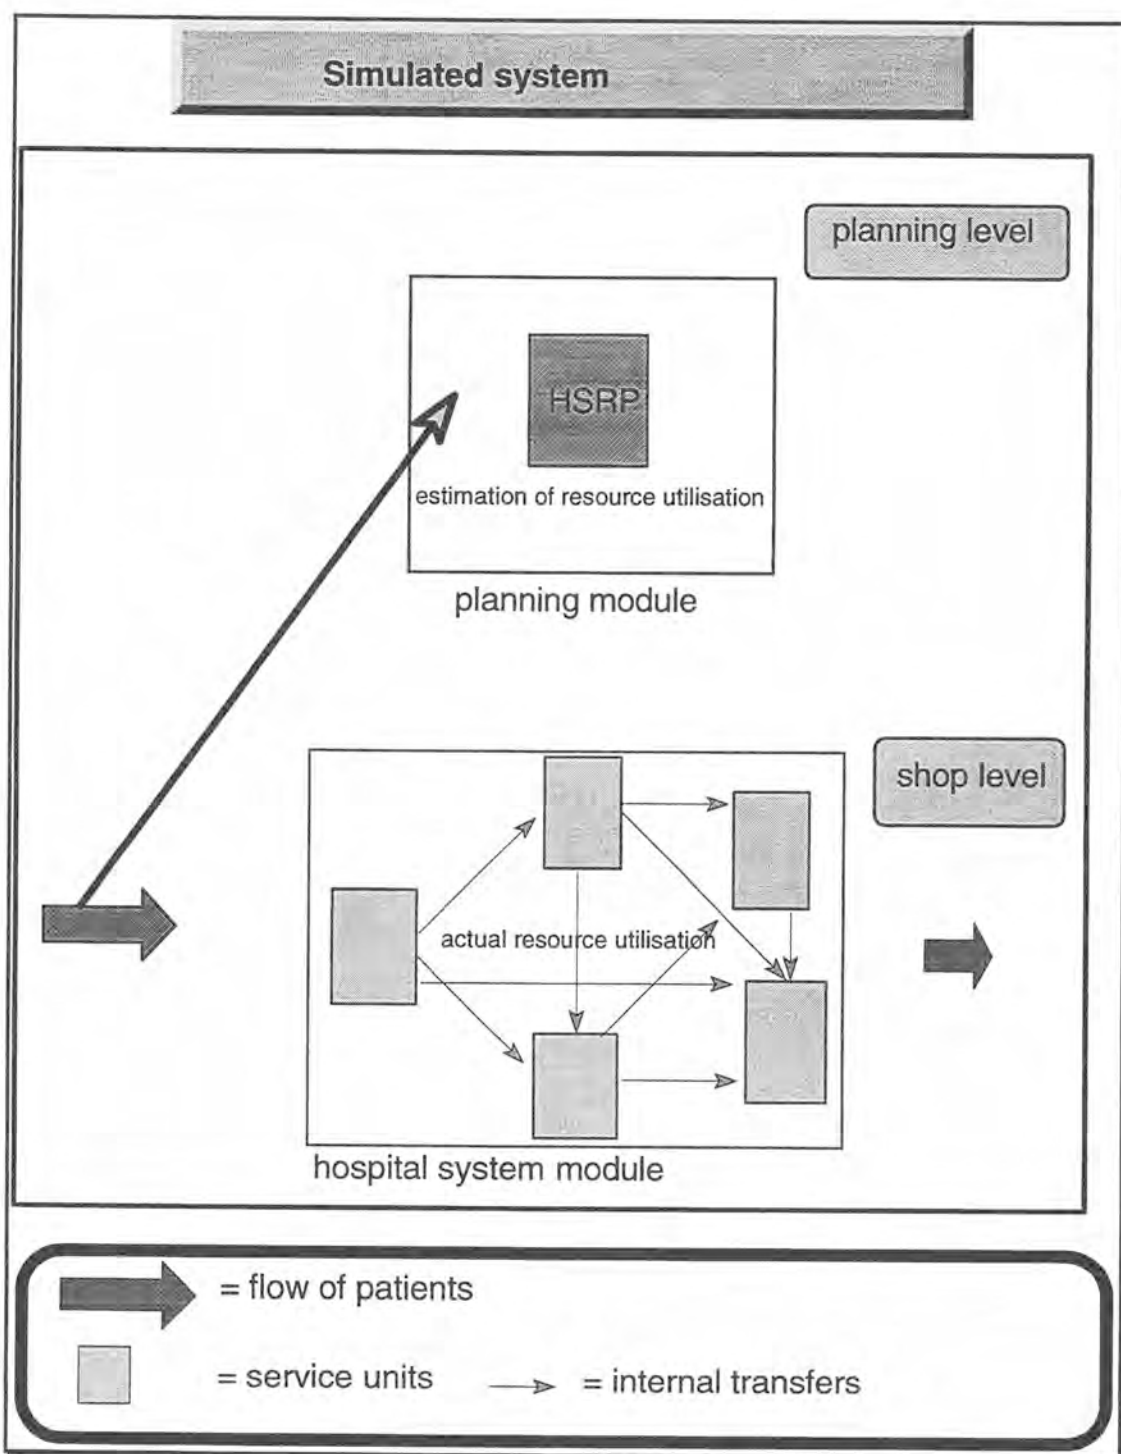 Simulated system
planning level
HSRP
estimation of resource utilisation
planning module
shop level
actual resource utilisation
hospital system module
= flow of patients
= service units
= internal transfers